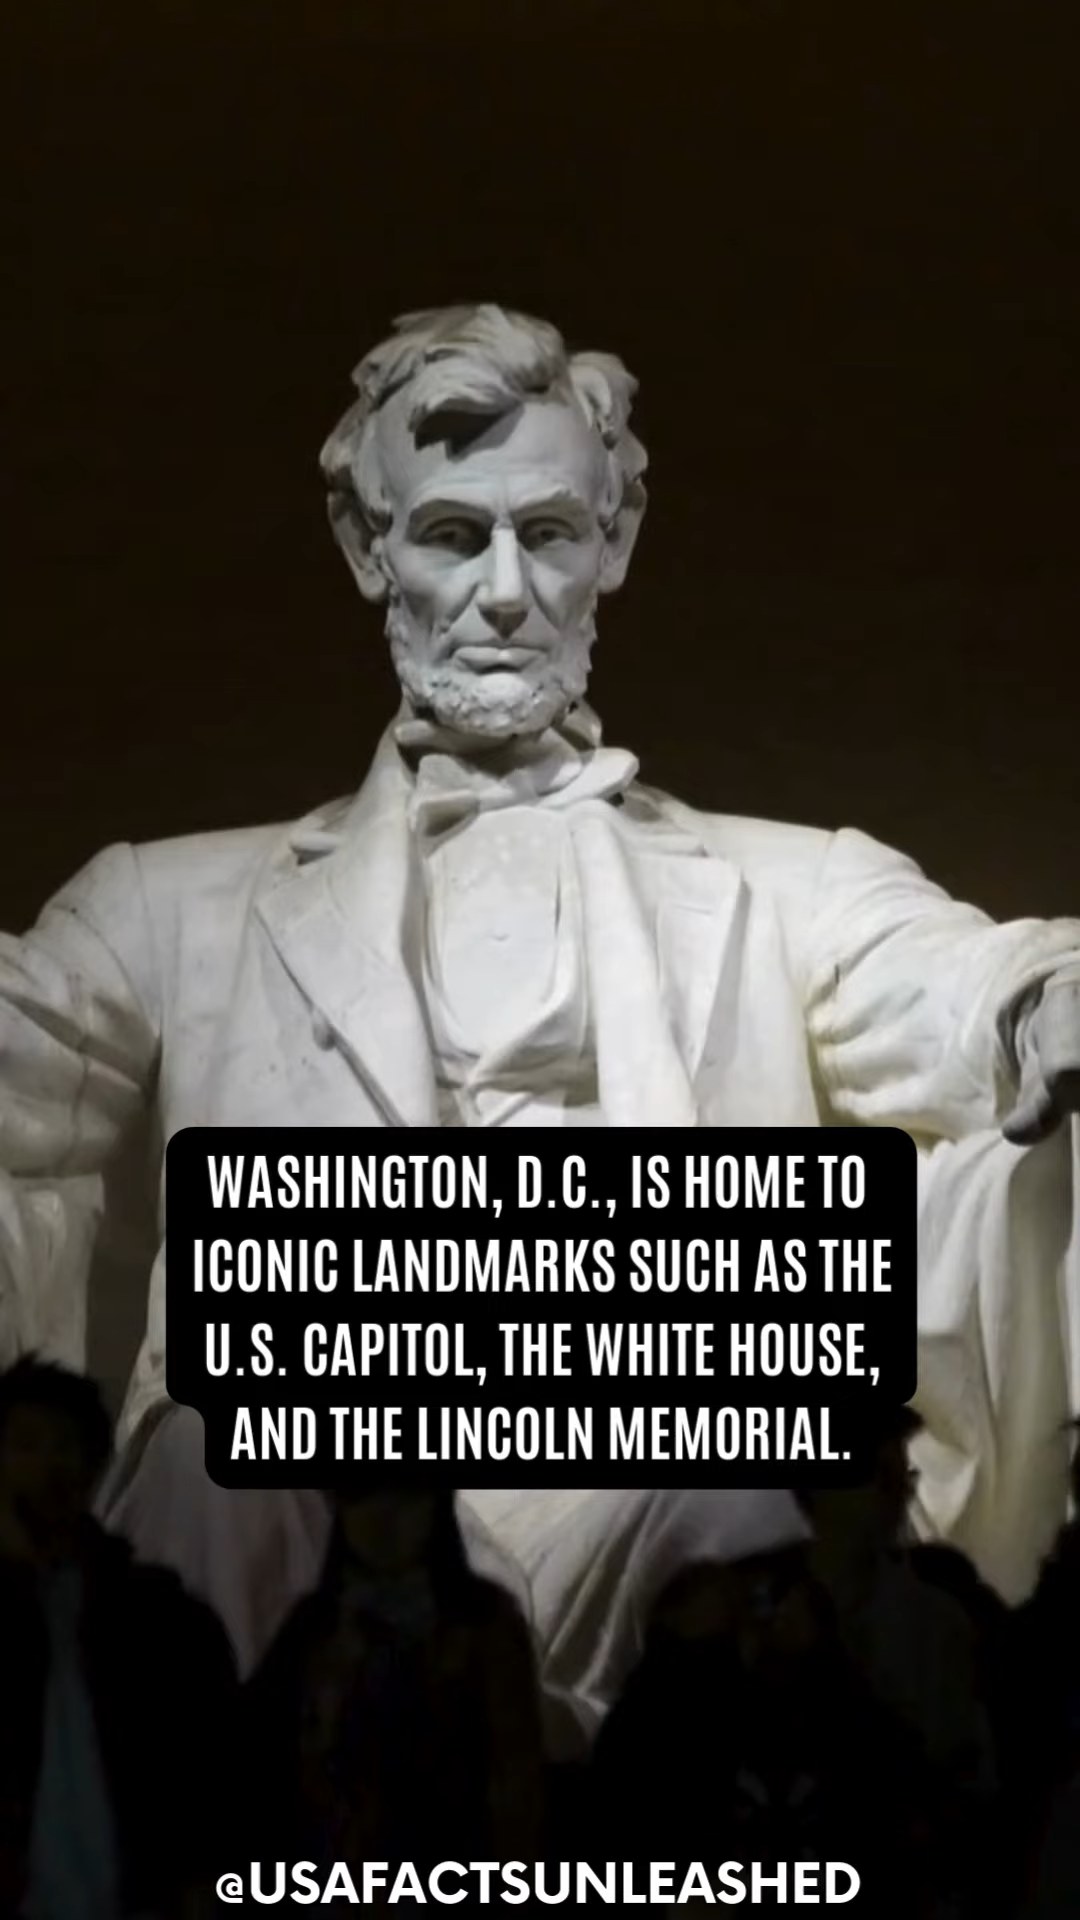 WASHINGTON, D.C., IS HOME TO
ICONIC LANDMARKS SUCH AS THE
U.S. CAPITOL, THE WHITE HOUSE,
AND THE LINCOLN MEMORIAL.
@USAFACTSUNLEASHED